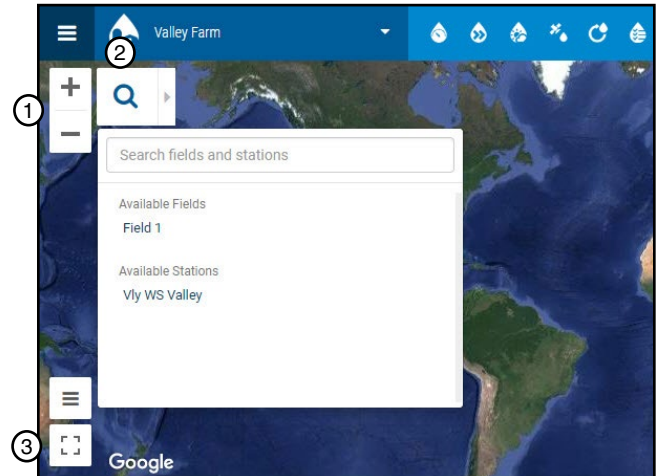 Valley Farm
2
1
+
−
Search fields and stations
Available Fields
Field 1
Available Stations
Vly WS Valley
3
Google